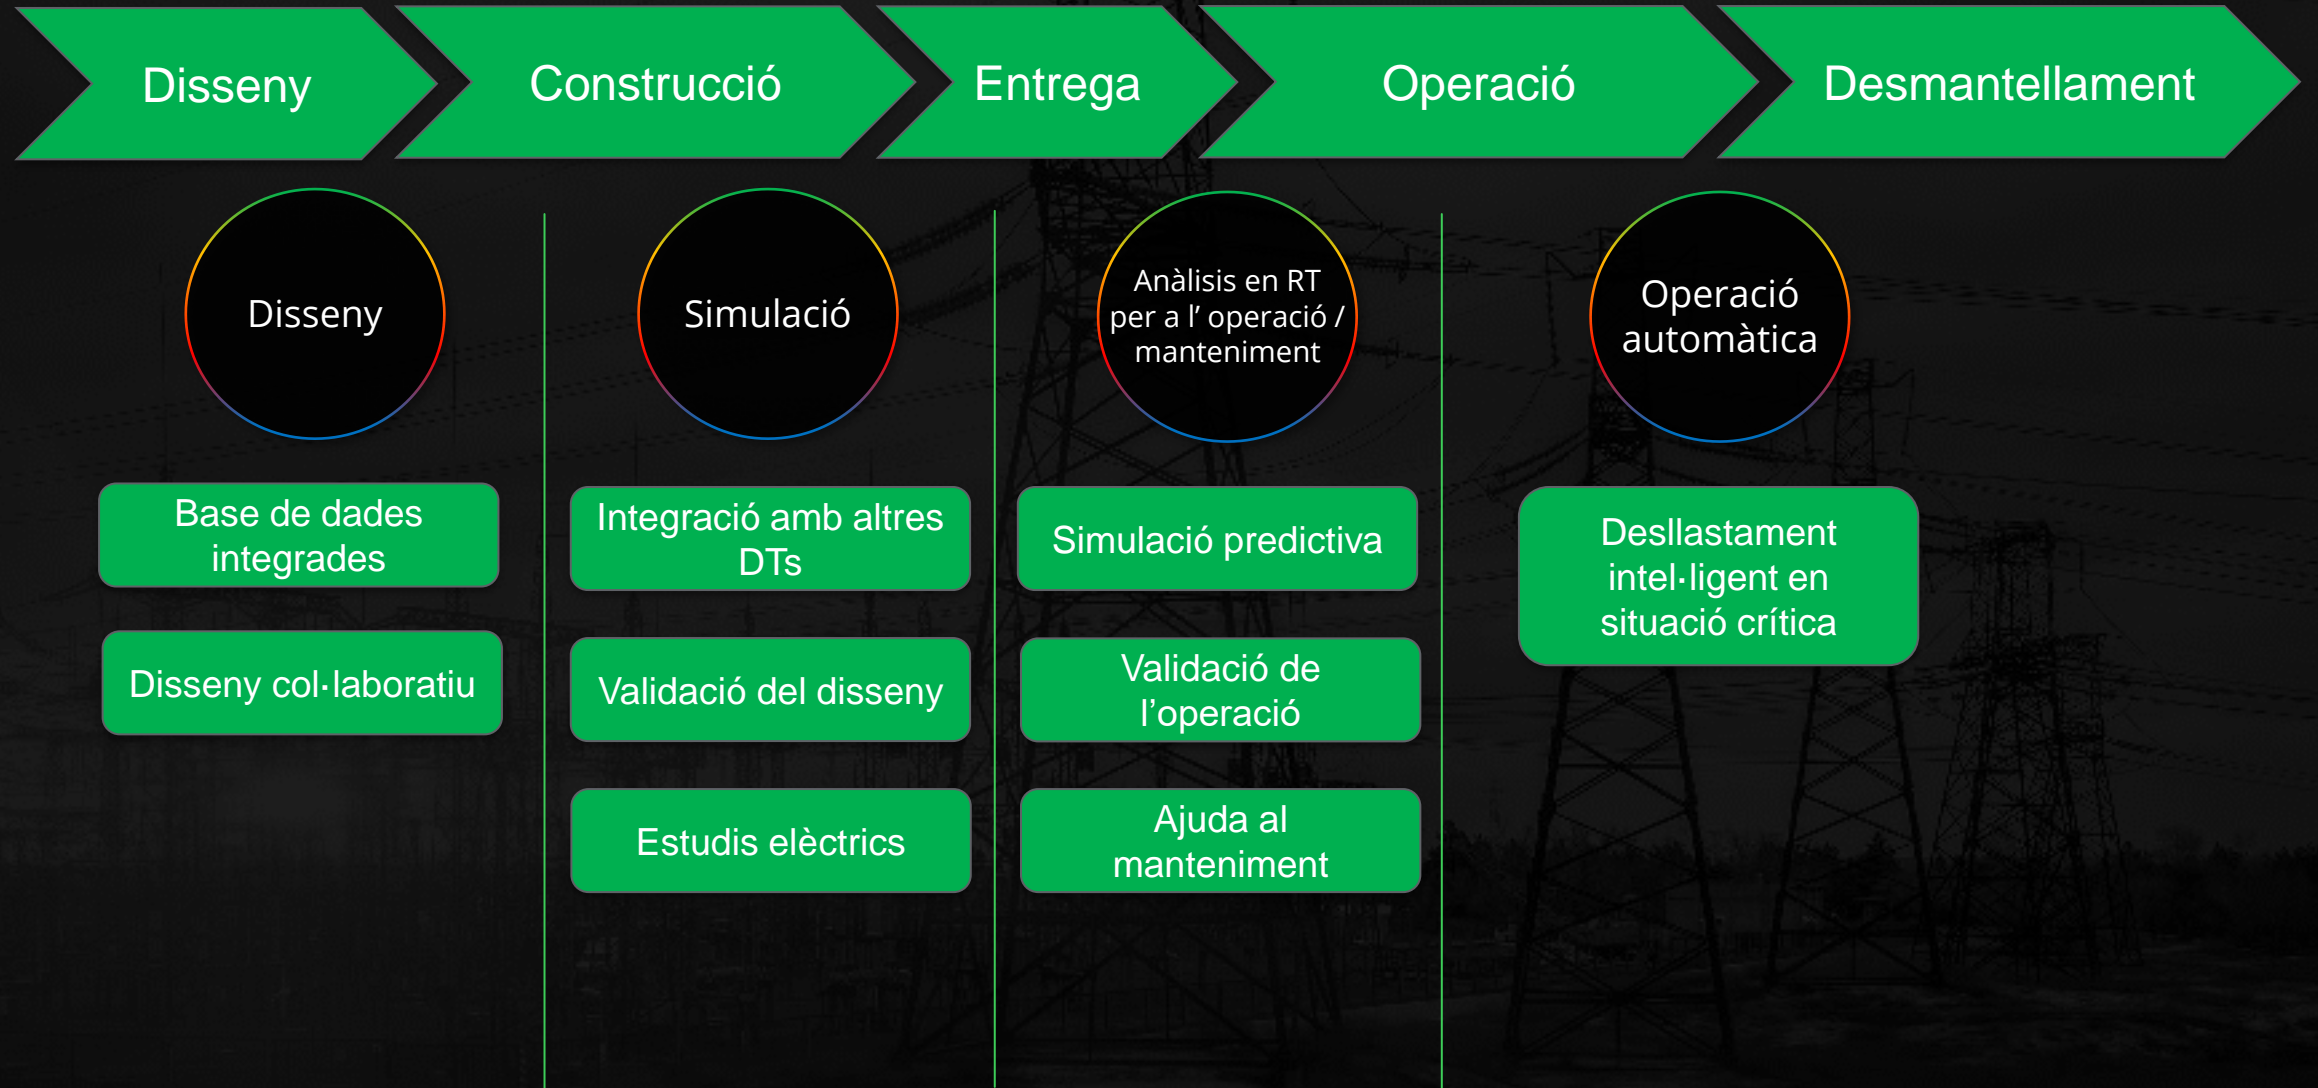 Disseny
Construcció
Entrega
Operació
Desmantellament
Disseny
Simulació
Anàlisis en RT
per a l’ operació /
manteniment
Operació
automàtica
Base de dades
integrades
Disseny col·laboratiu
Integració amb altres
DTs
Validació del disseny
Estudis elèctrics
Simulació predictiva
Validació de
l’operació
Ajuda al
manteniment
Desllastament
intel·ligent en
situació crítica